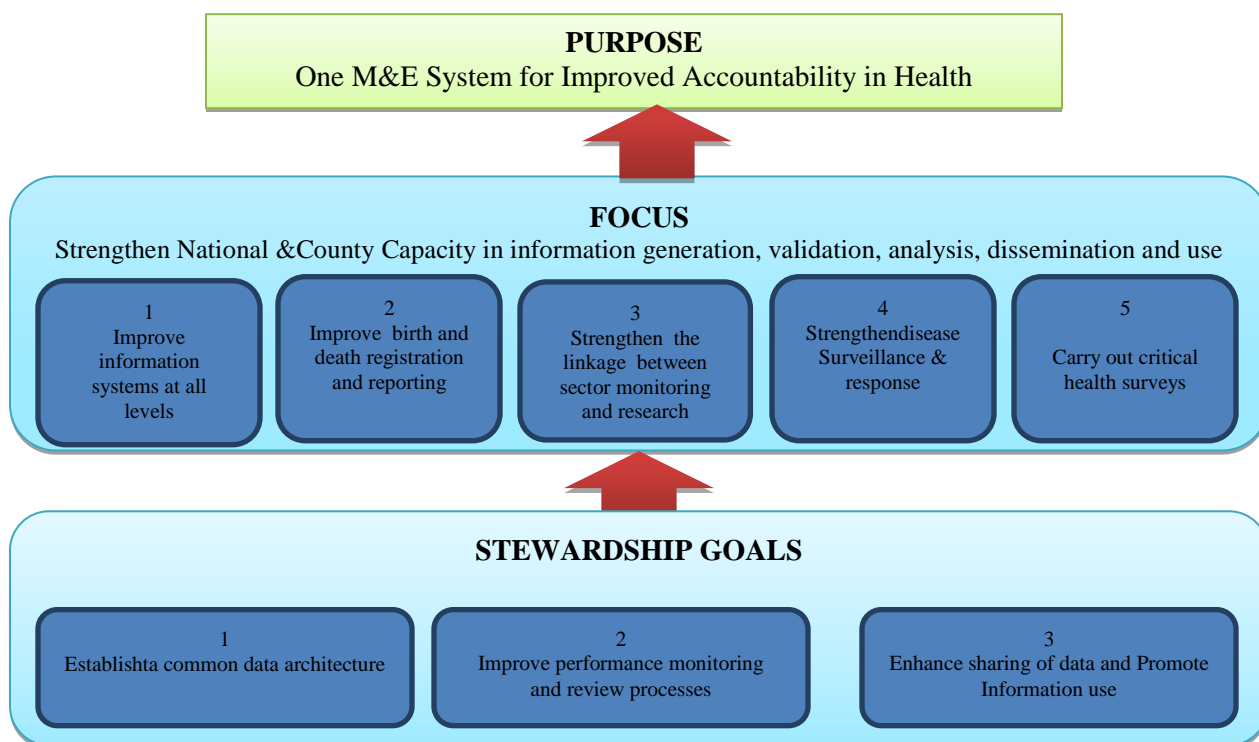 PURPOSE
One M&E System for Improved Accountability in Health
FOCUS
Strengthen National &County Capacity in information generation, validation, analysis, dissemination and use
1
Improve
information
systems at all
levels
2
Improve birth and
death registration
and reporting
3
Strengthen the
linkage between
sector monitoring
and research
4
Strengthendisease
Surveillance &
response
5
Carry out critical
health surveys
STEWARDSHIP GOALS
1
Establishta common data architecture
2
Improve performance monitoring
and review processes
3
Enhance sharing of data and Promote
Information use